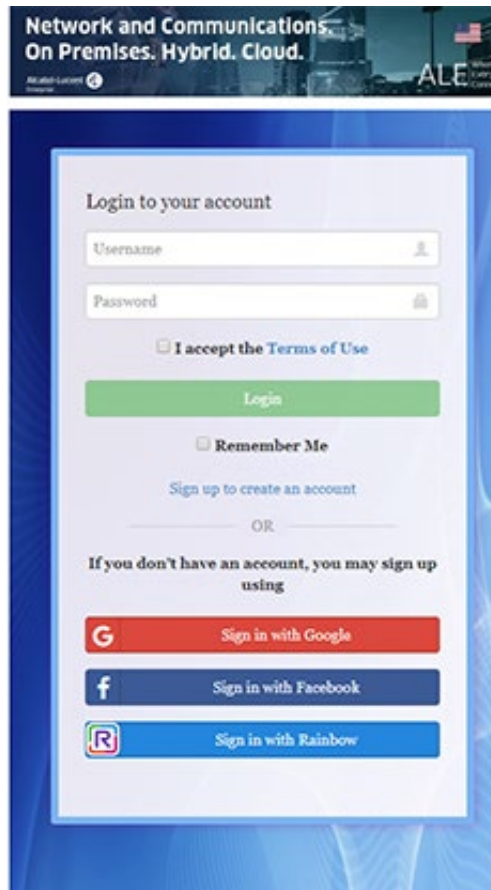 Network and Communications.
On Premises. Hybrid. Cloud.
Alcatel-Lucent
Enterprise
ALE
Login to your account
Username
Password
I accept the Terms of Use
Login
Remember Me
Sign up to create an account
OR
If you don't have an account, you may sign up
using
G Sign in with Google
f Sign in with Facebook
R Sign in with Rainbow